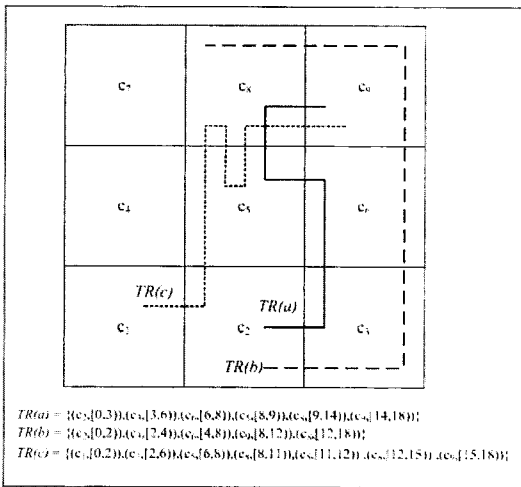 c₇ c₈ c₉
c₄ c₅ c₆
TR(c) TR(a)
c₁ c₂ c₃
TR(b)
TR(a) = {(c₂,[0,3)),(c₃,[3,6)),(c₆,[6,8)),(c₅,[8,9)),(c₈,[9,14)),(c₉,[14,18))}
TR(b) = {(c₂,[0,2)),(c₃,[2,4)),(c₆,[4,8)),(c₉,[8,12)),(c₈,[12,18))}
TR(c) = {(c₁,[0,2)),(c₂,[2,6)),(c₅,[6,8)),(c₈,[8,11)),(c₅,[11,12)) ,(c₈,[12,15)) ,(c₉,[15,18))}